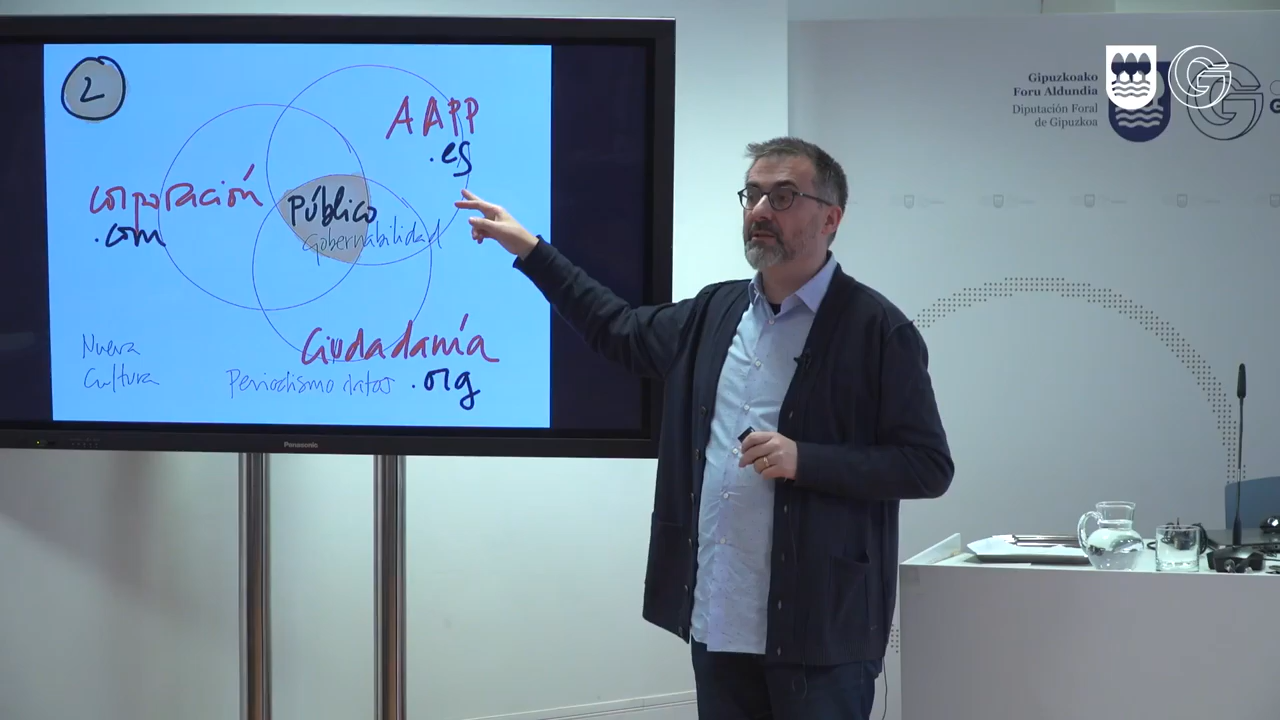 2
AAPP
.es
corporación
.com
Público
Gobernabilidad
Ciudadanía
.org
Nueva
Cultura
Periodismo datos
Panasonic
Gipuzkoako
Foru Aldundia
Diputación Foral
de Gipuzkoa
G